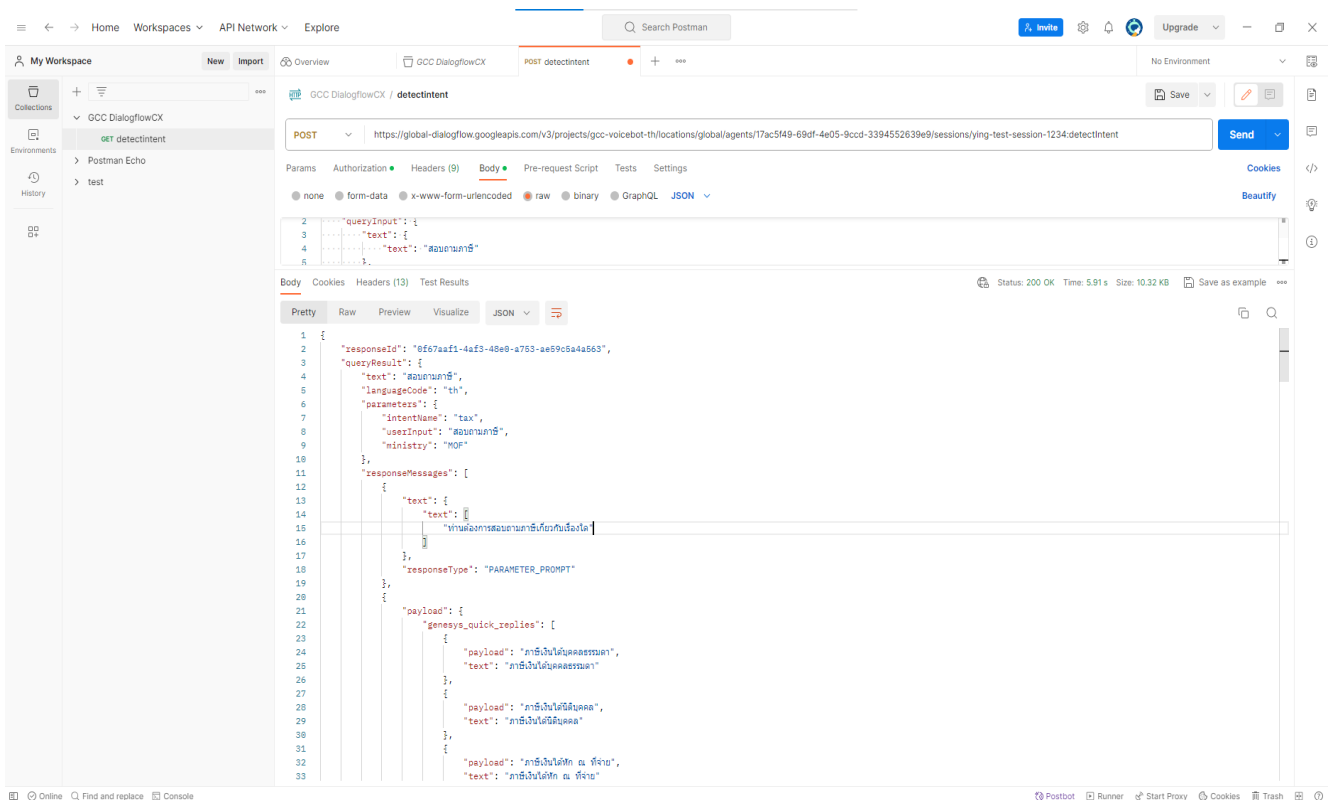 Home Workspaces API Network Explore Search Postman Invite Upgrade
My Workspace New Import Overview GCC DialogflowCX POST detectintent No Environment
Collections
Environments
History
GCC DialogflowCX
GET detectintent
Postman Echo
test
HTTP GCC DialogflowCX / detectintent Save
POST https://global-dialogflow.googleapis.com/v3/projects/gcc-voicebot-th/locations/global/agents/17ac5f49-69df-4e05-9ccd-3394552639e9/sessions/ying-test-session-1234:detectIntent Send
Params Authorization Headers (9) Body Pre-request Script Tests Settings Cookies
none form-data x-www-form-urlencoded raw binary GraphQL JSON Beautify
2 "queryInput": {
3 "text": {
4 "text": "สอบถามภาษี"
5 },
Body Cookies Headers (13) Test Results Status: 200 OK Time: 5.91 s Size: 10.32 KB Save as example
Pretty Raw Preview Visualize JSON
1 {
2 "responseId": "0f67aaf1-4af3-48e0-a753-ae59c5a4a563",
3 "queryResult": {
4 "text": "สอบถามภาษี",
5 "languageCode": "th",
6 "parameters": {
7 "intentName": "tax",
8 "userInput": "สอบถามภาษี",
9 "ministry": "MOF"
10 },
11 "responseMessages": [
12 {
13 "text": {
14 "text": [
15 "ท่านต้องการสอบถามภาษีเกี่ยวกับเรื่องใด"
16 ]
17 },
18 "responseType": "PARAMETER_PROMPT"
19 },
20 {
21 "payload": {
22 "genesys_quick_replies": [
23 {
24 "payload": "ภาษีเงินได้บุคคลธรรมดา",
25 "text": "ภาษีเงินได้บุคคลธรรมดา"
26 },
27 {
28 "payload": "ภาษีเงินได้นิติบุคคล",
29 "text": "ภาษีเงินได้นิติบุคคล"
30 },
31 {
32 "payload": "ภาษีเงินได้หัก ณ ที่จ่าย",
33 "text": "ภาษีเงินได้หัก ณ ที่จ่าย"
Online Find and replace Console Postbot Runner Start Proxy Cookies Trash